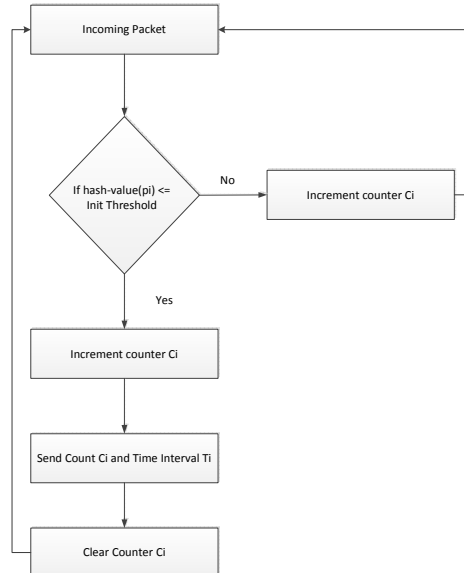 Incoming Packet
If hash-value(pi) <=
Init Threshold
No
Increment counter Ci
Yes
Increment counter Ci
Send Count Ci and Time Interval Ti
Clear Counter Ci